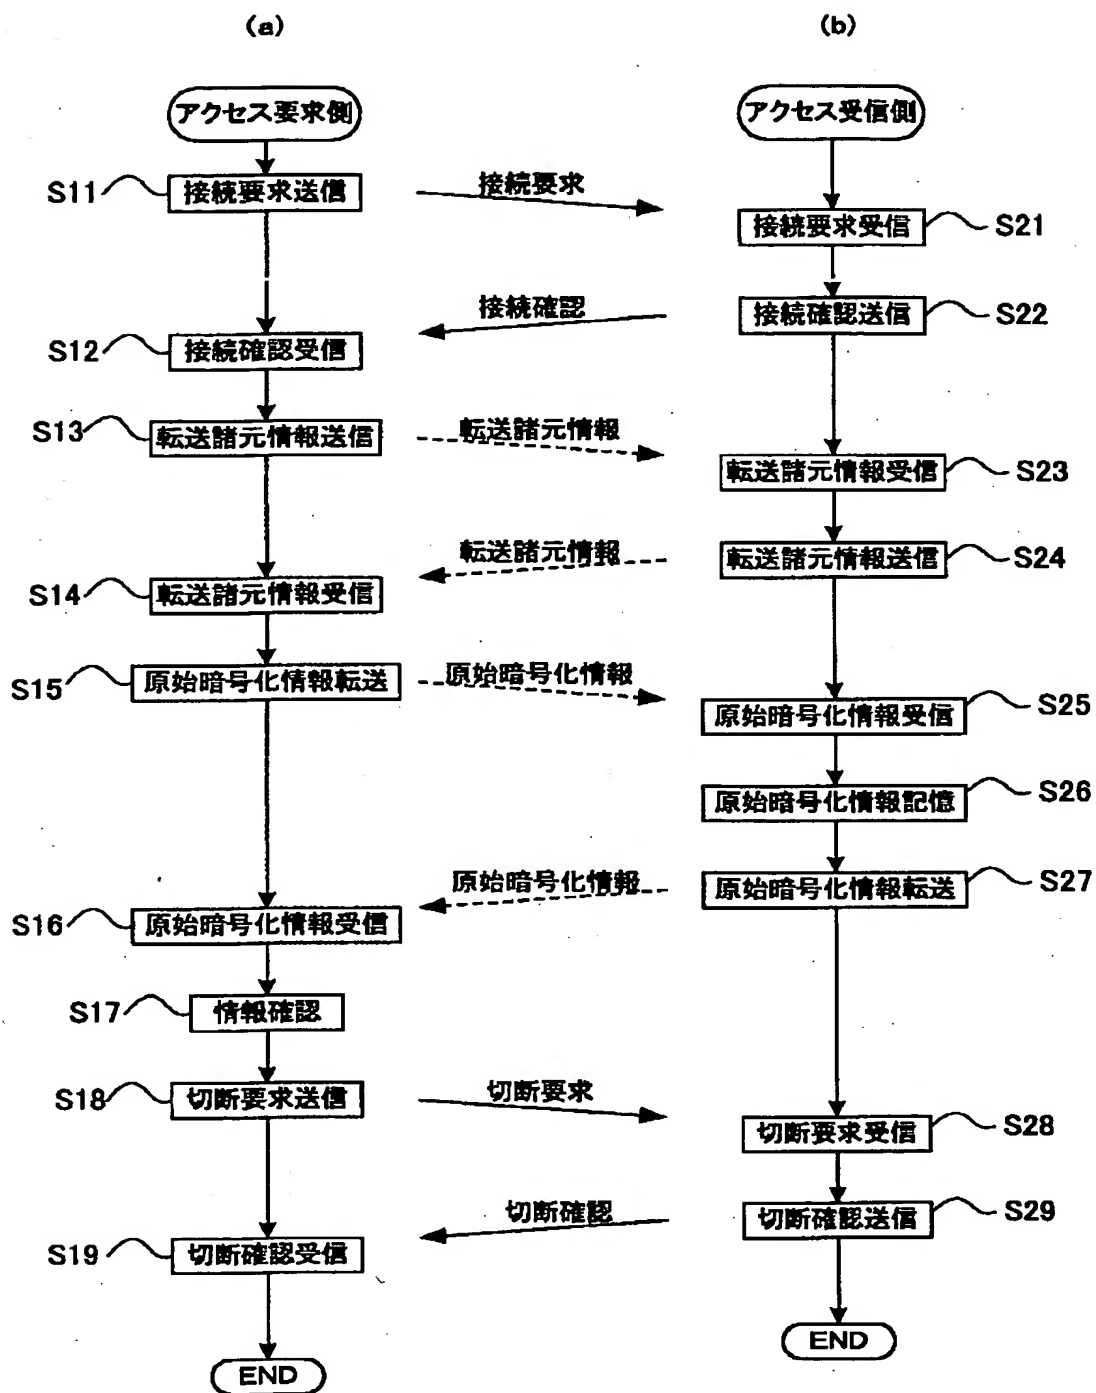 (a)
(b)
アクセス要求側
アクセス受信側
S11
接続要求送信
接続要求
接続要求受信
S21
接続確認
接続確認送信
S22
S12
接続確認受信
S13
転送諸元情報送信
転送諸元情報
転送諸元情報受信
S23
転送諸元情報
転送諸元情報送信
S24
S14
転送諸元情報受信
S15
原始暗号化情報転送
原始暗号化情報
原始暗号化情報受信
S25
原始暗号化情報記憶
S26
原始暗号化情報
原始暗号化情報転送
S27
S16
原始暗号化情報受信
S17
情報確認
S18
切断要求送信
切断要求
切断要求受信
S28
切断確認
切断確認送信
S29
S19
切断確認受信
END
END